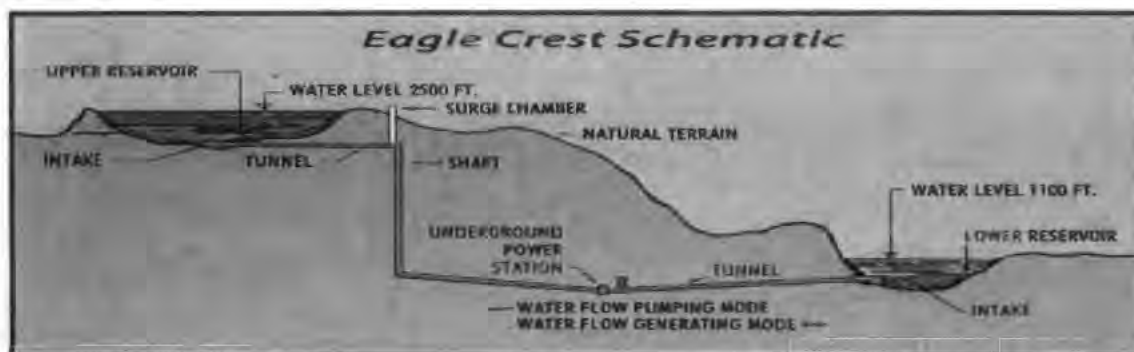 Eagle Crest Schematic
UPPER RESERVOIR
WATER LEVEL 2500 FT.
SURGE CHAMBER
NATURAL TERRAIN
INTAKE
TUNNEL
SHAFT
WATER LEVEL 1100 FT.
UNDERGROUND
POWER
STATION
LOWER RESERVOIR
TUNNEL
WATER FLOW PUMPING MODE
WATER FLOW GENERATING MODE
INTAKE